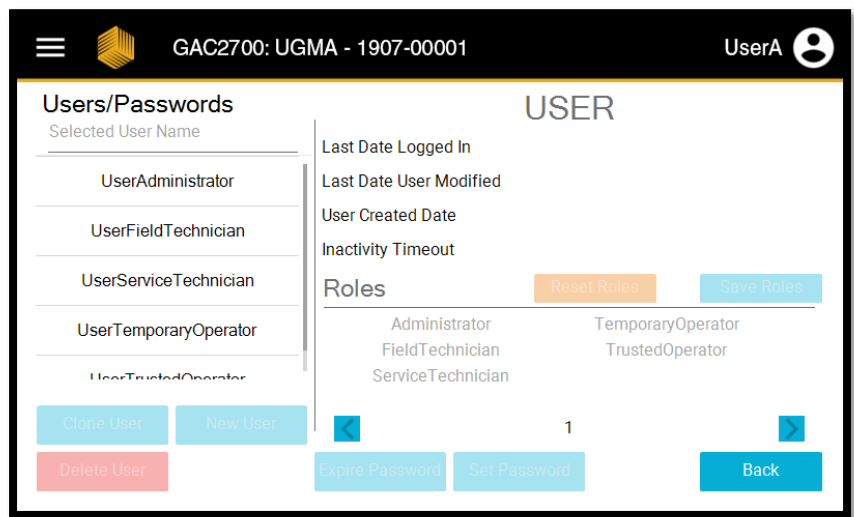 GAC2700: UGMA - 1907-00001
UserA
Users/Passwords
Selected User Name
UserAdministrator
UserFieldTechnician
UserServiceTechnician
UserTemporaryOperator
UserTrustedOperator
Clone User
New User
Delete User
USER
Last Date Logged In
Last Date User Modified
User Created Date
Inactivity Timeout
Roles
Reset Roles
Save Roles
Administrator
TemporaryOperator
FieldTechnician
TrustedOperator
ServiceTechnician
1
Expire Password
Set Password
Back